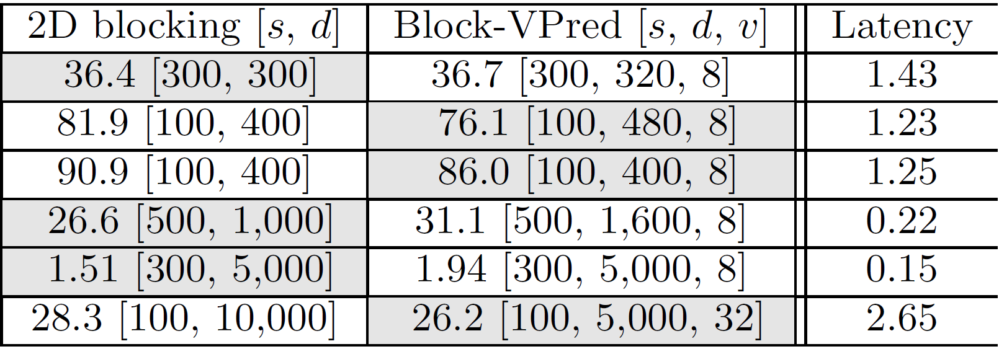 2D blocking [s, d] Block-VPred [s, d, v] Latency
36.4 [300, 300] 36.7 [300, 320, 8] 1.43
81.9 [100, 400] 76.1 [100, 480, 8] 1.23
90.9 [100, 400] 86.0 [100, 400, 8] 1.25
26.6 [500, 1,000] 31.1 [500, 1,600, 8] 0.22
1.51 [300, 5,000] 1.94 [300, 5,000, 8] 0.15
28.3 [100, 10,000] 26.2 [100, 5,000, 32] 2.65